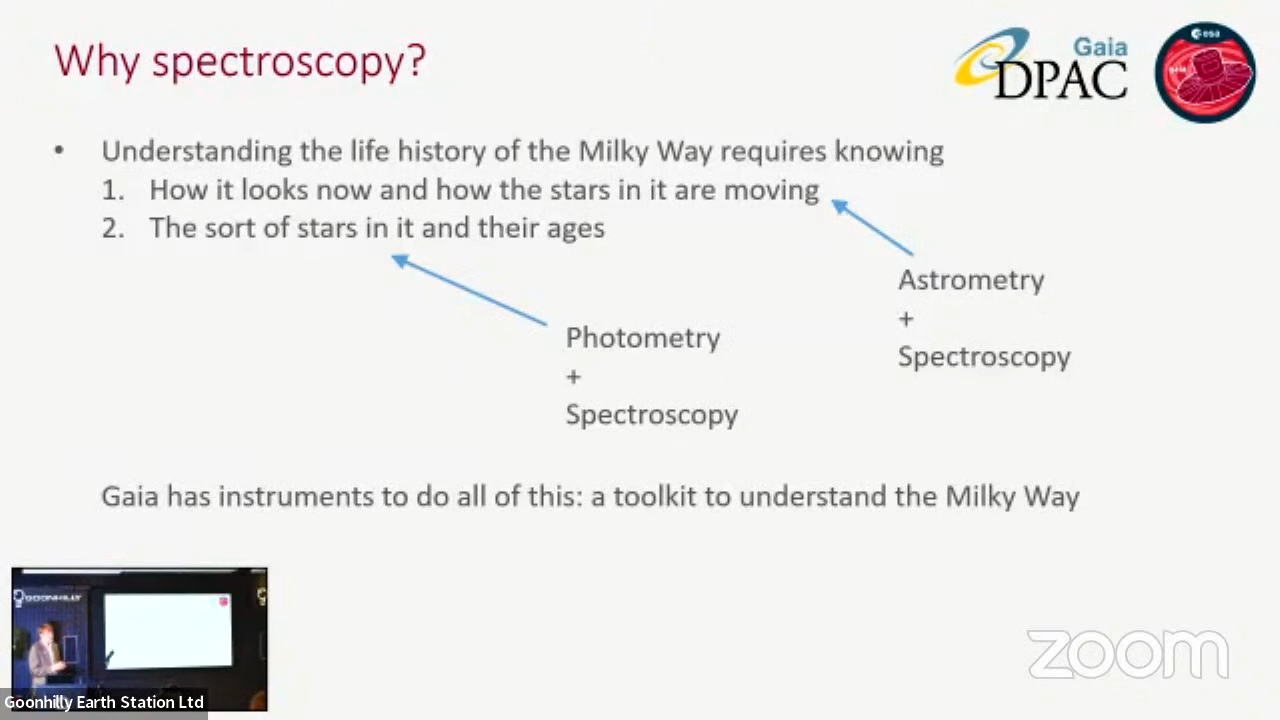 Why spectroscopy?
Gaia
DPAC
esa
gaia
• Understanding the life history of the Milky Way requires knowing
1. How it looks now and how the stars in it are moving
2. The sort of stars in it and their ages
Astrometry
+
Spectroscopy
Photometry
+
Spectroscopy
Gaia has instruments to do all of this: a toolkit to understand the Milky Way
GOONHILLY
Goonhilly Earth Station Ltd
zoom